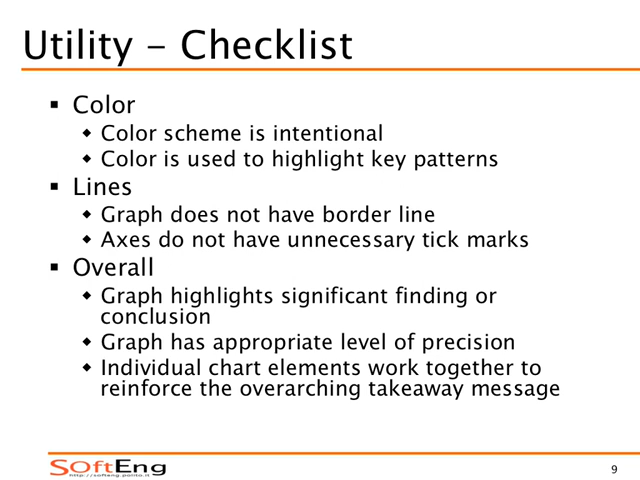 Utility – Checklist
▪ Color
◆ Color scheme is intentional
◆ Color is used to highlight key patterns
▪ Lines
◆ Graph does not have border line
◆ Axes do not have unnecessary tick marks
▪ Overall
◆ Graph highlights significant finding or
conclusion
◆ Graph has appropriate level of precision
◆ Individual chart elements work together to
reinforce the overarching takeaway message
SOftEng
http://softeng.polito.it
9